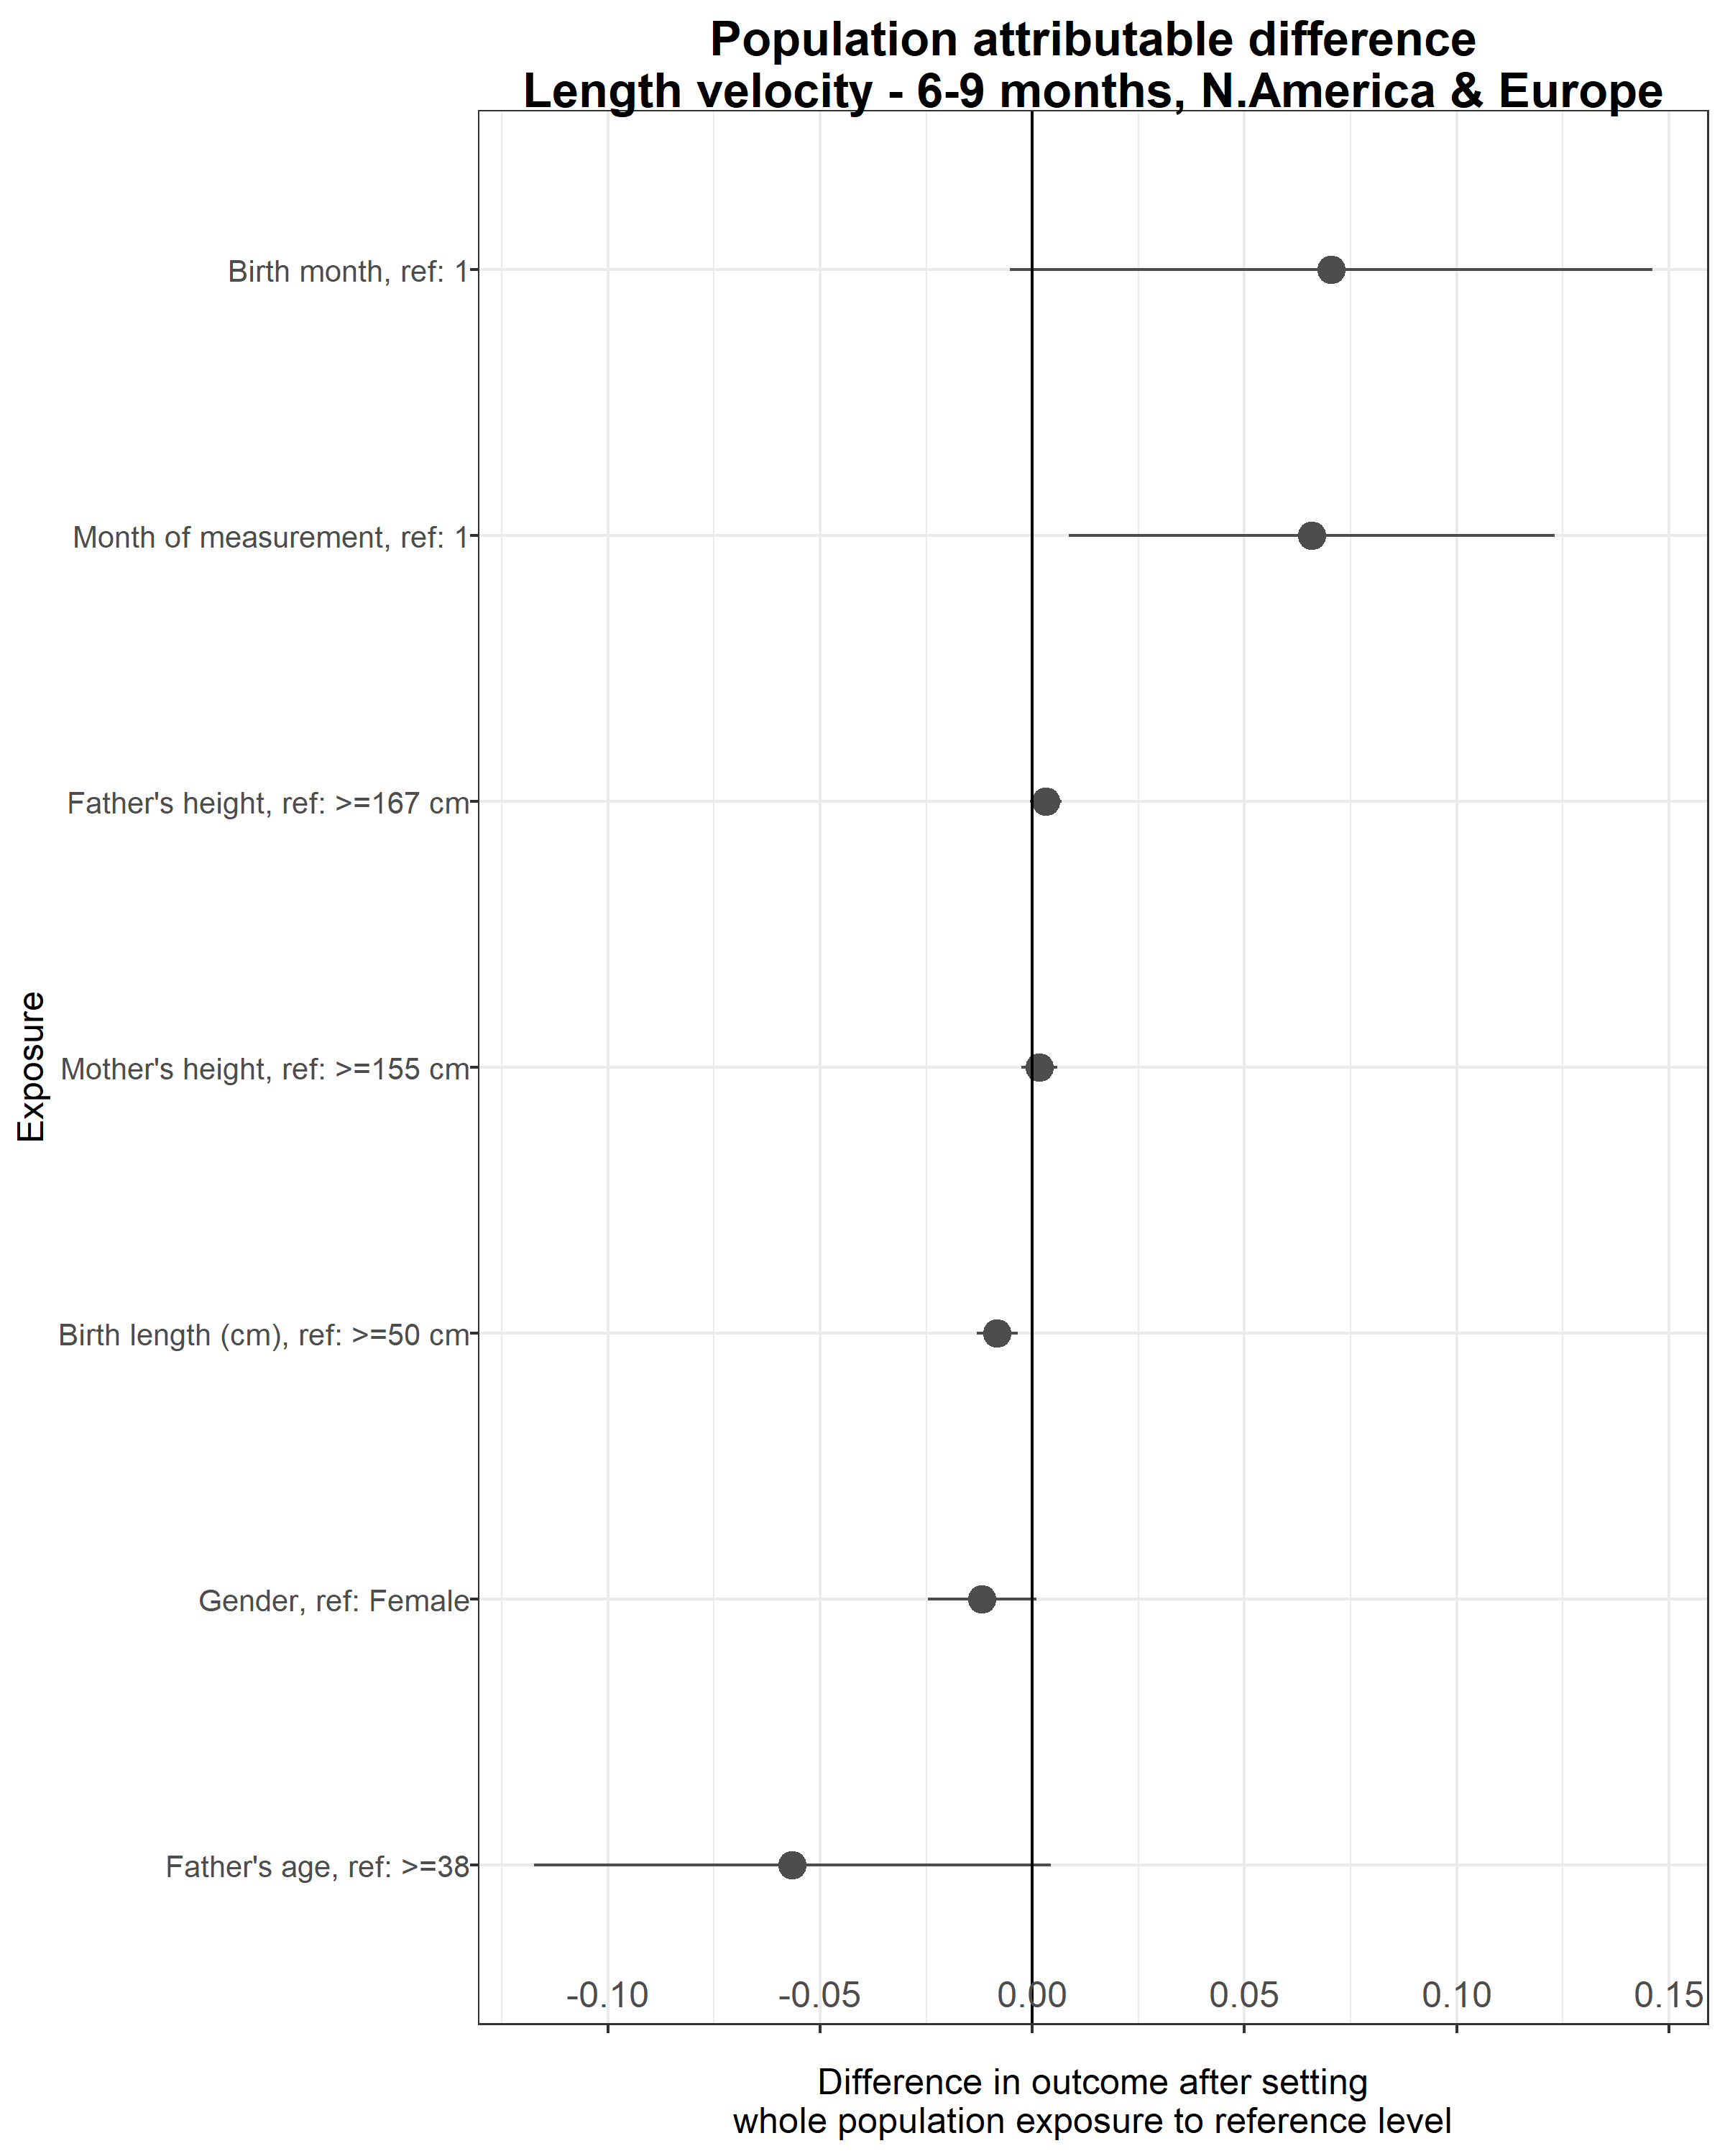 Population attributable difference
Length velocity - 6-9 months, N.America & Europe
Exposure
Birth month, ref: 1
Month of measurement, ref: 1
Father's height, ref: >=167 cm
Mother's height, ref: >=155 cm
Birth length (cm), ref: >=50 cm
Gender, ref: Female
Father's age, ref: >=38
-0.10 -0.05 0.00 0.05 0.10 0.15
Difference in outcome after setting
whole population exposure to reference level